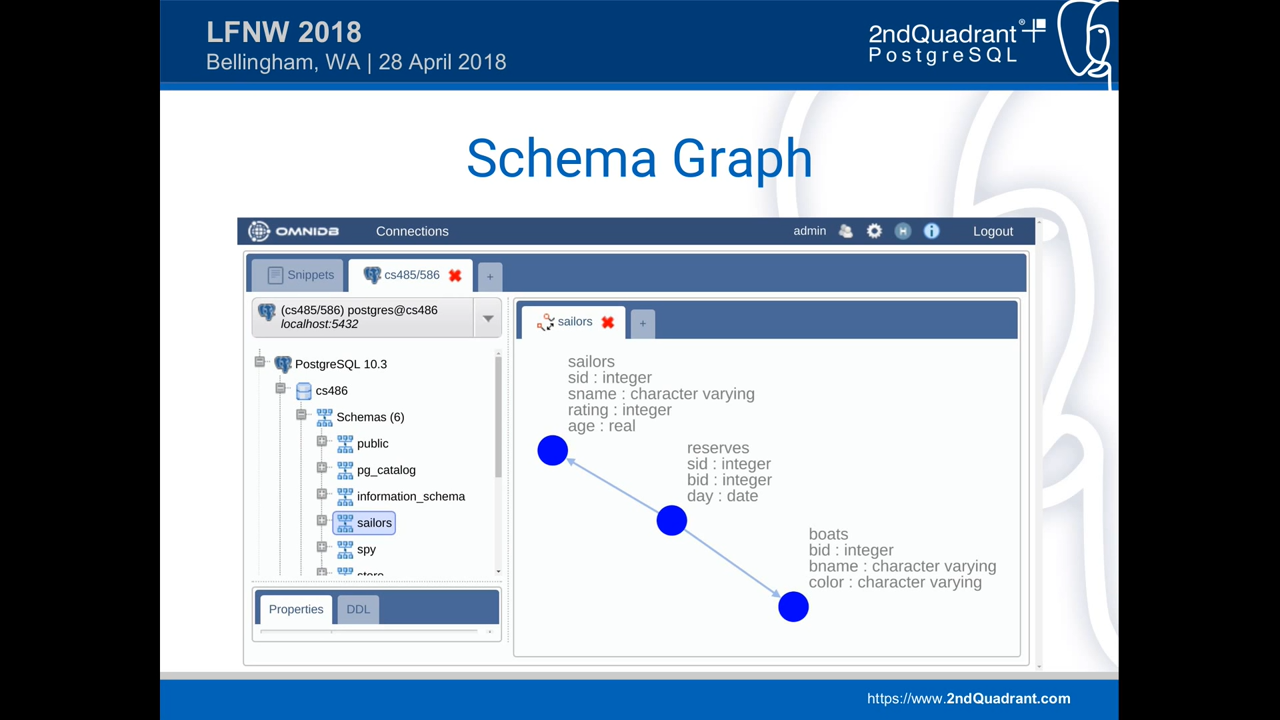 LFNW 2018
Bellingham, WA | 28 April 2018
2ndQuadrant®
PostgreSQL
Schema Graph
OMNIDB
Connections
admin
Logout
Snippets
cs485/586
+
(cs485/586) postgres@cs486
localhost:5432
PostgreSQL 10.3
cs486
Schemas (6)
public
pg_catalog
information_schema
sailors
spy
Properties
DDL
sailors
+
sailors
sid : integer
sname : character varying
rating : integer
age : real
reserves
sid : integer
bid : integer
day : date
boats
bid : integer
bname : character varying
color : character varying
https://www.2ndQuadrant.com